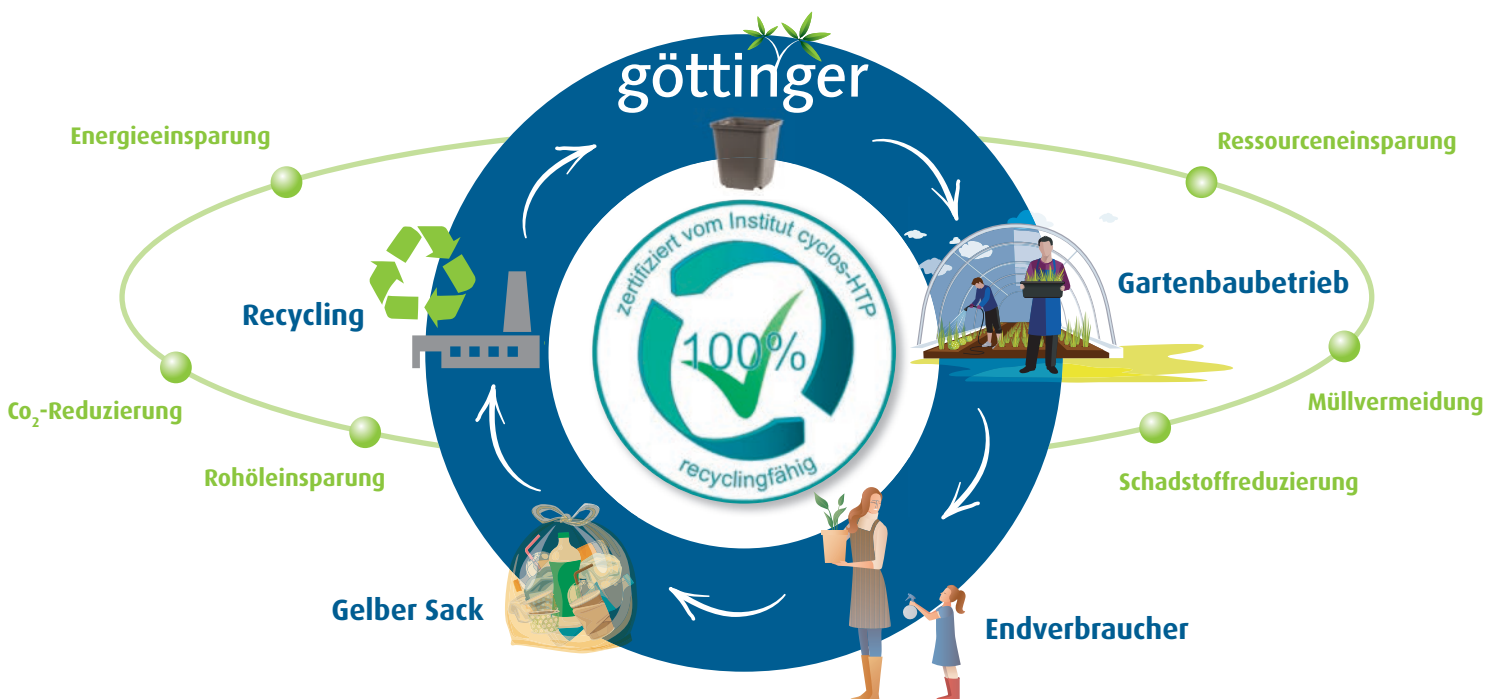 göttinger
Energieeinsparung
Ressourceneinsparung
zertifiziert vom Institut cyclos-HTP
Gartenbaubetrieb
Recycling
100%
Co₂-Reduzierung
Müllvermeidung
recyclingfähig
Rohöleinsparung
Schadstoffreduzierung
Gelber Sack
Endverbraucher